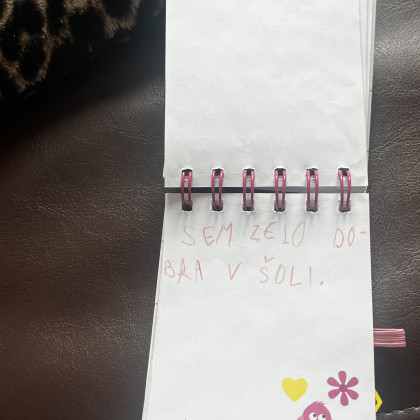 SEM ZELO DO-
BRA V ŠOLI.